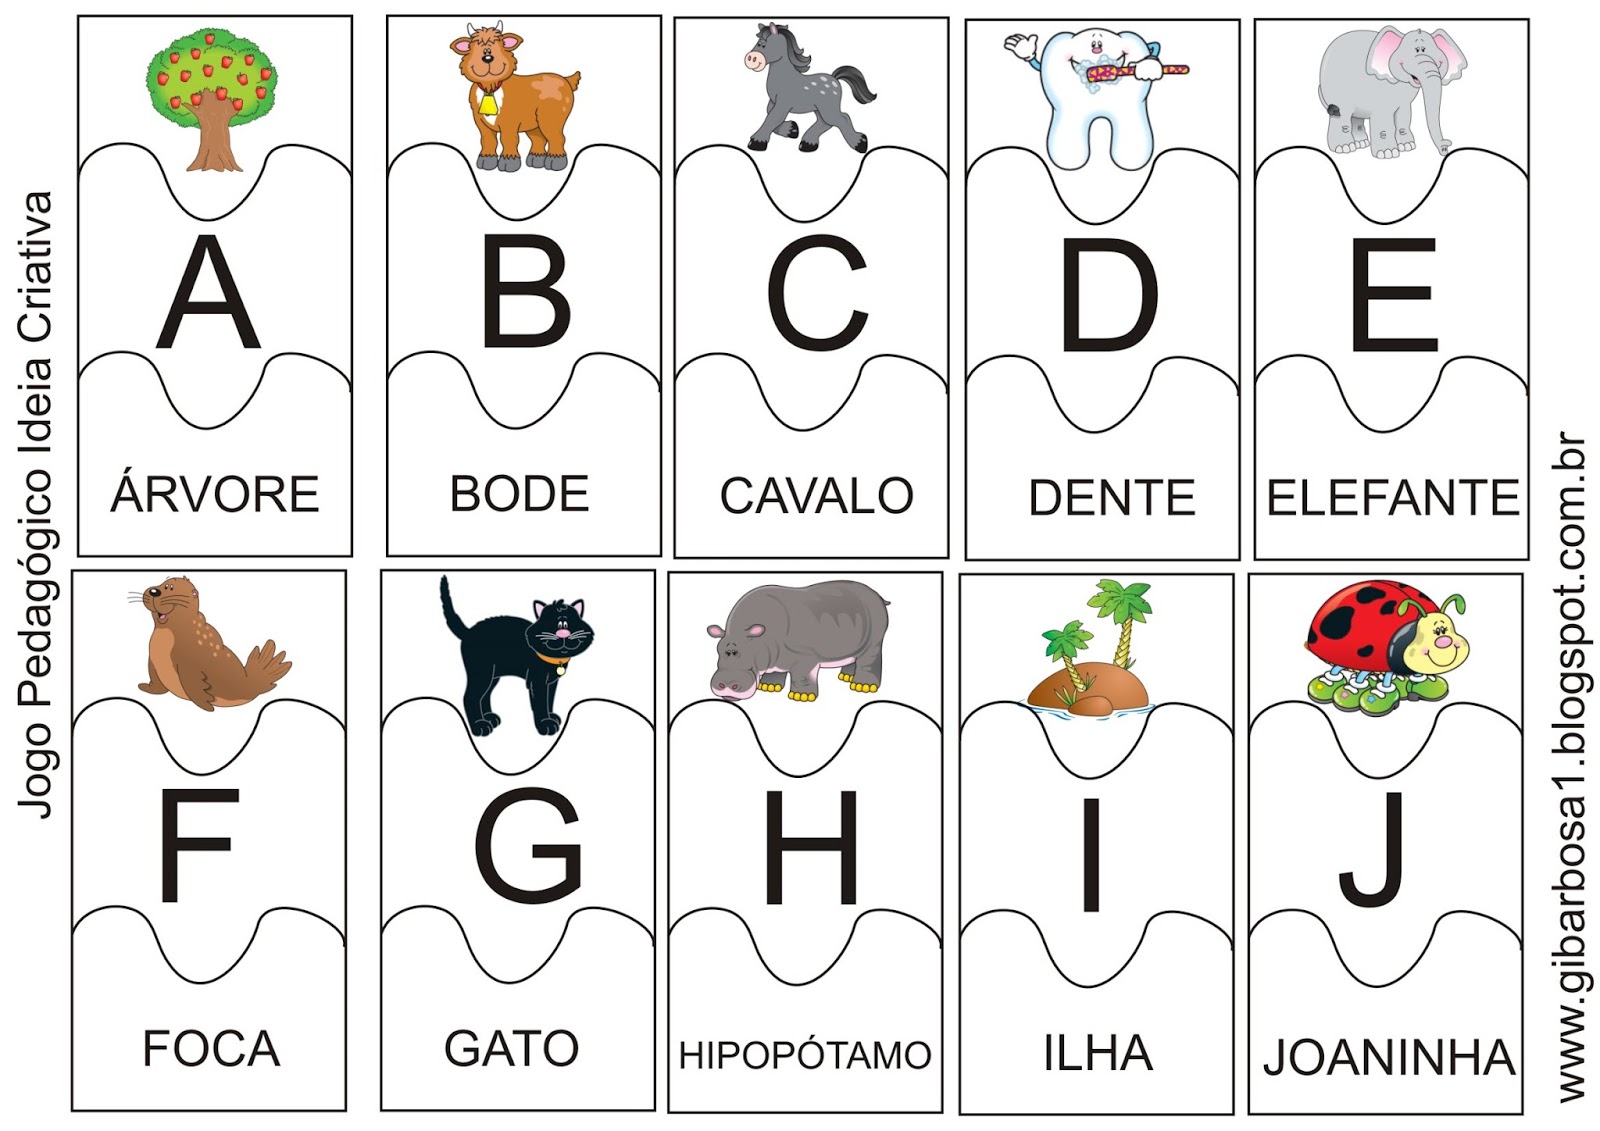 Jogo Pedagógico Ideia Criativa
A
B
C
D
E
ÁRVORE
BODE
CAVALO
DENTE
ELEFANTE
F
G
H
I
J
FOCA
GATO
HIPOPÓTAMO
ILHA
JOANINHA
www.gibarbosa1.blogspot.com.br